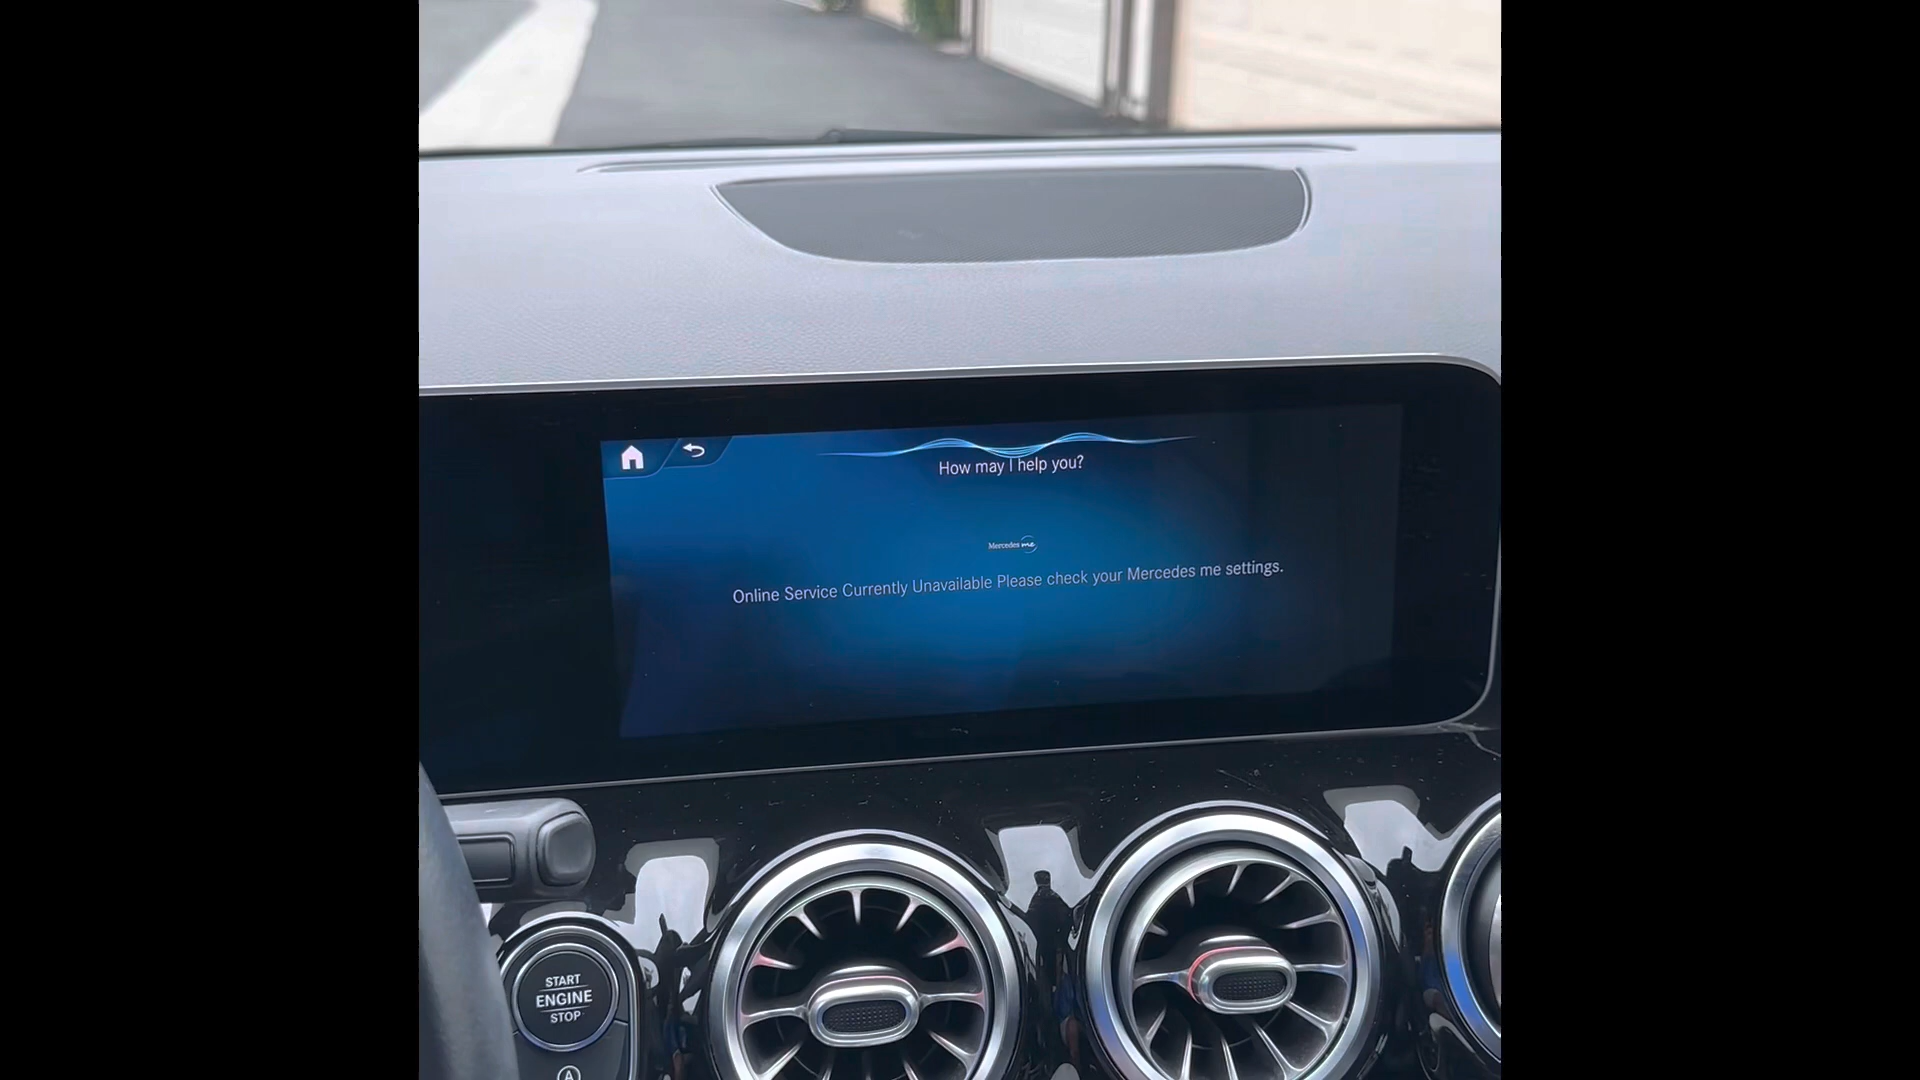 How may I help you?
Mercedes me
Online Service Currently Unavailable Please check your Mercedes me settings.
START
ENGINE
STOP
A